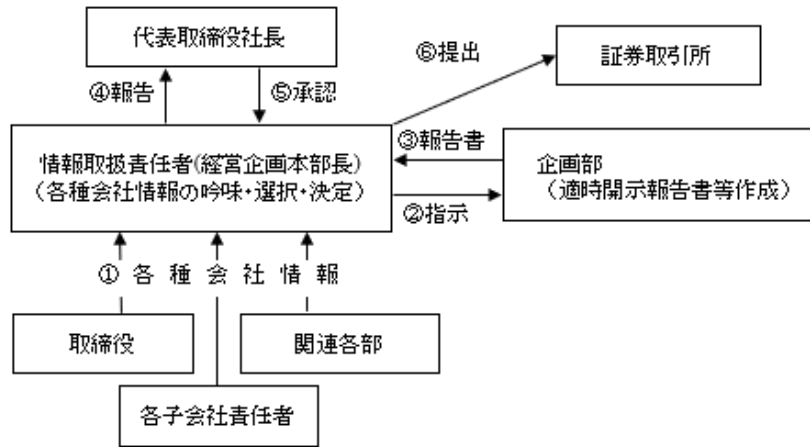 代表取締役社長
⑥提出
証券取引所
④報告
⑤承認
③報告書
情報取扱責任者(経営企画本部長)
(各種会社情報の吟味・選択・決定)
企画部
(適時開示報告書等作成)
②指示
①各種会社情報
取締役
関連各部
各子会社責任者